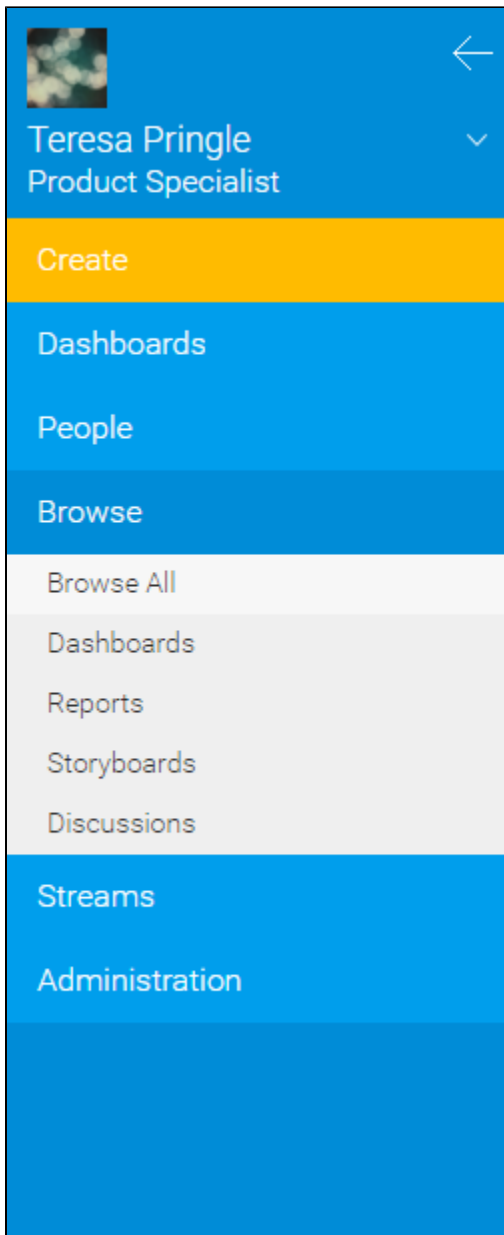 Teresa Pringle
Product Specialist
Create
Dashboards
People
Browse
Browse All
Dashboards
Reports
Storyboards
Discussions
Streams
Administration